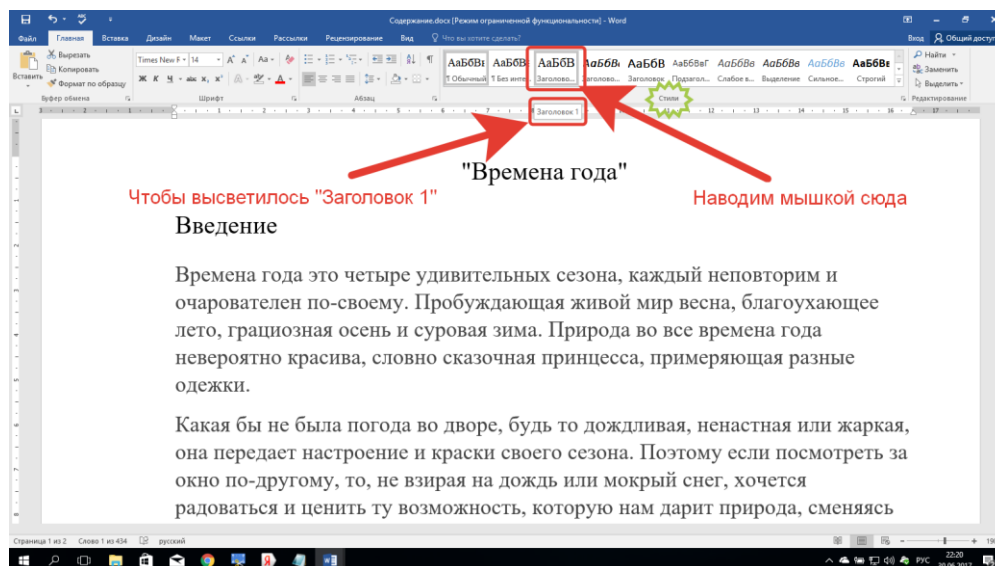 Содержание.docx [Режим ограниченной функциональности] - Word
Файл Главная Вставка Дизайн Макет Ссылки Рассылки Рецензирование Вид Что вы хотите сделать? Вход Общий доступ
Вставить
Вырезать
Копировать
Формат по образцу
Буфер обмена
Times New F 14
Ж К Ч abc x, x²
Шрифт
Абзац
АаБбВв АаБбВв АаБбВ АаБбВв АаБбВ АаБбВвГ АаБбВв АаБбВв АаБбВв АаБбВв
¶ Обычный ¶ Без инте... Заголово... Заголово... Заголовок Подзагол... Слабое в... Выделение Сильное... Строгий
Стили
Найти
Заменить
Выделить
Редактирование
Заголовок 1
"Времена года"
Чтобы высветилось "Заголовок 1"
Наводим мышкой сюда
Введение
Времена года это четыре удивительных сезона, каждый неповторим и
очарователен по-своему. Пробуждающая живой мир весна, благоухающее
лето, грациозная осень и суровая зима. Природа во все времена года
невероятно красива, словно сказочная принцесса, примеряющая разные
одежки.
Какая бы не была погода во дворе, будь то дождливая, ненастная или жаркая,
она передает настроение и краски своего сезона. Поэтому если посмотреть за
окно по-другому, то, не взирая на дождь или мокрый снег, хочется
радоваться и ценить ту возможность, которую нам дарит природа, сменяясь
Страница 1 из 2 Слово 1 из 434 русский
РУС 22:20
30.06.2017